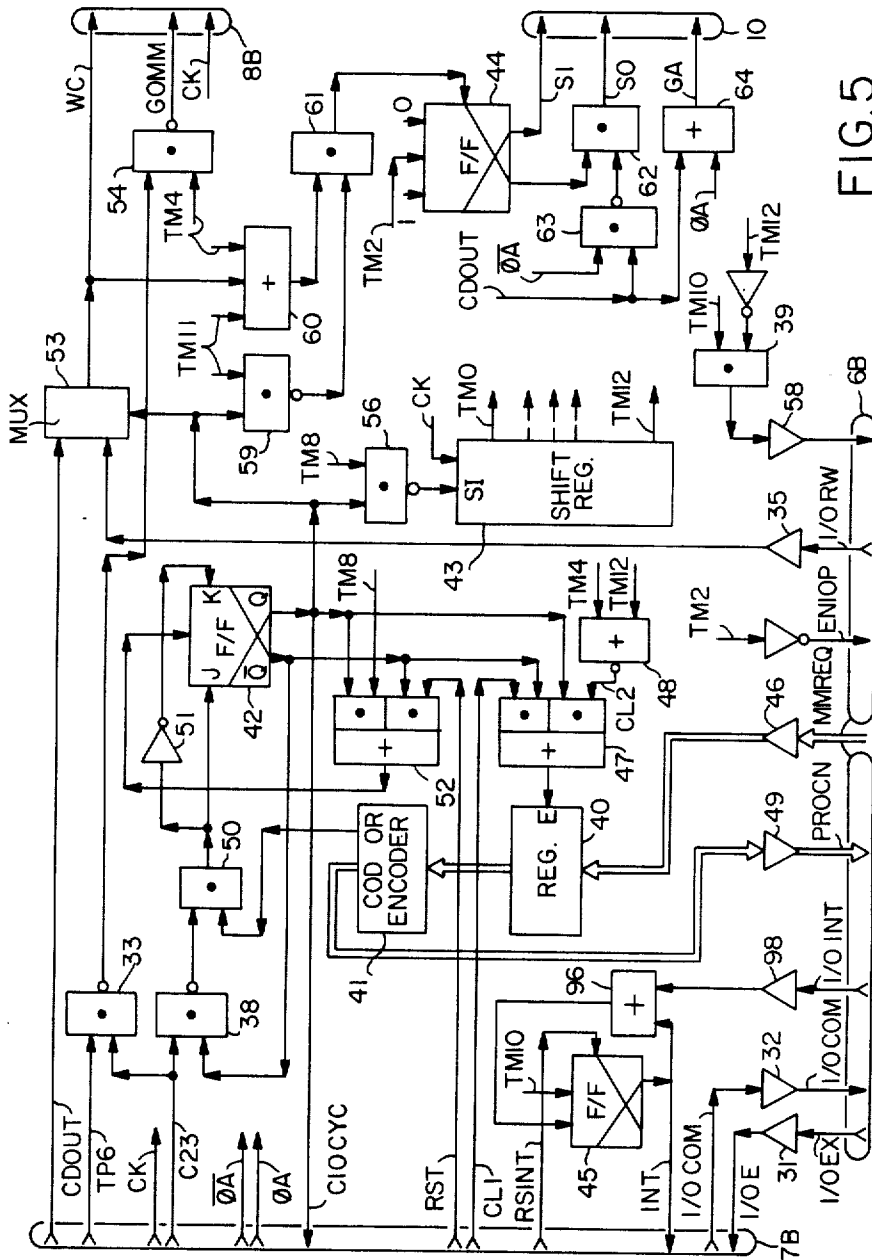 MUX
53
WC
8B
GOMM
CK
54
TM4
61
TM11
60
+
59
44
1
TM2
0
F/F
S1
10
S0
62
63
GA
64
+
ØA
CDOUT
ØA
FIG.5
TM8
56
CK
SI
SHIFT REG.
43
TM0
TM12
TM10
TM12
39
58
6B
I/O RW
35
51
J
K
F/F
Q
Q
42
TM8
+
52
TM4
TM12
+
48
CL2
+
47
TM2
ENIOP
MMREQ
46
PROCN
49
33
38
50
COD OR
ENCODER
41
REG.
E
40
CDOUT
TP6
CK
C23
ØA
ØA
CIOCYC
RST
CL1
RSINT
TM10
F/F
45
+
96
98
I/O INT
INT
I/O COM
I/O E
32
I/O COM
31
I/O EX
7B